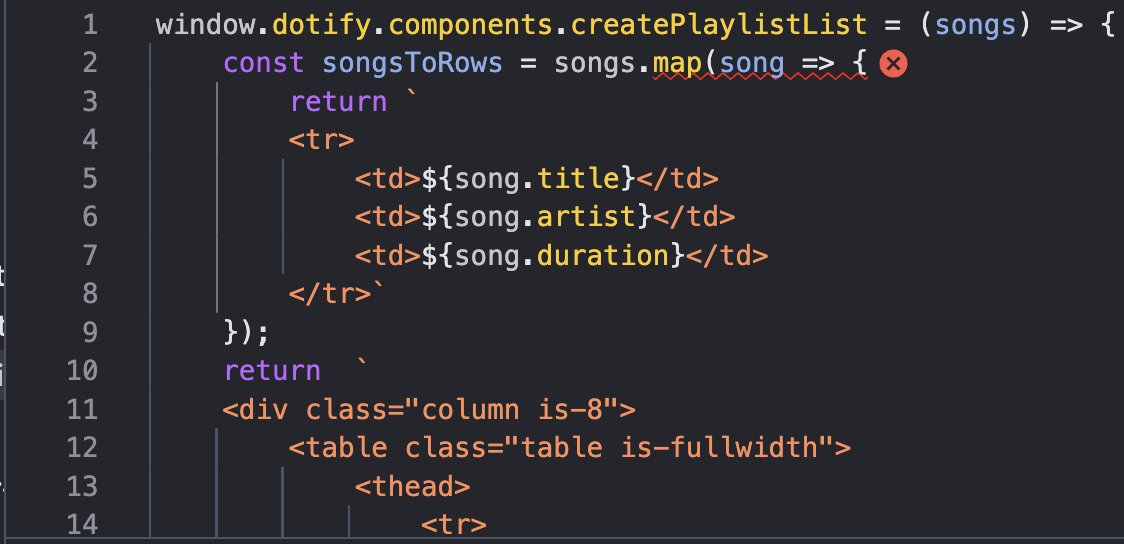 1 window.dotify.components.createPlaylistList = (songs) => {
2 const songsToRows = songs.map(song => {
3 return `
4 <tr>
5 <td>${song.title}</td>
6 <td>${song.artist}</td>
7 <td>${song.duration}</td>
8 </tr>`
9 });
10 return  `
11 <div class="column is-8">
12 <table class="table is-fullwidth">
13 <thead>
14 <tr>